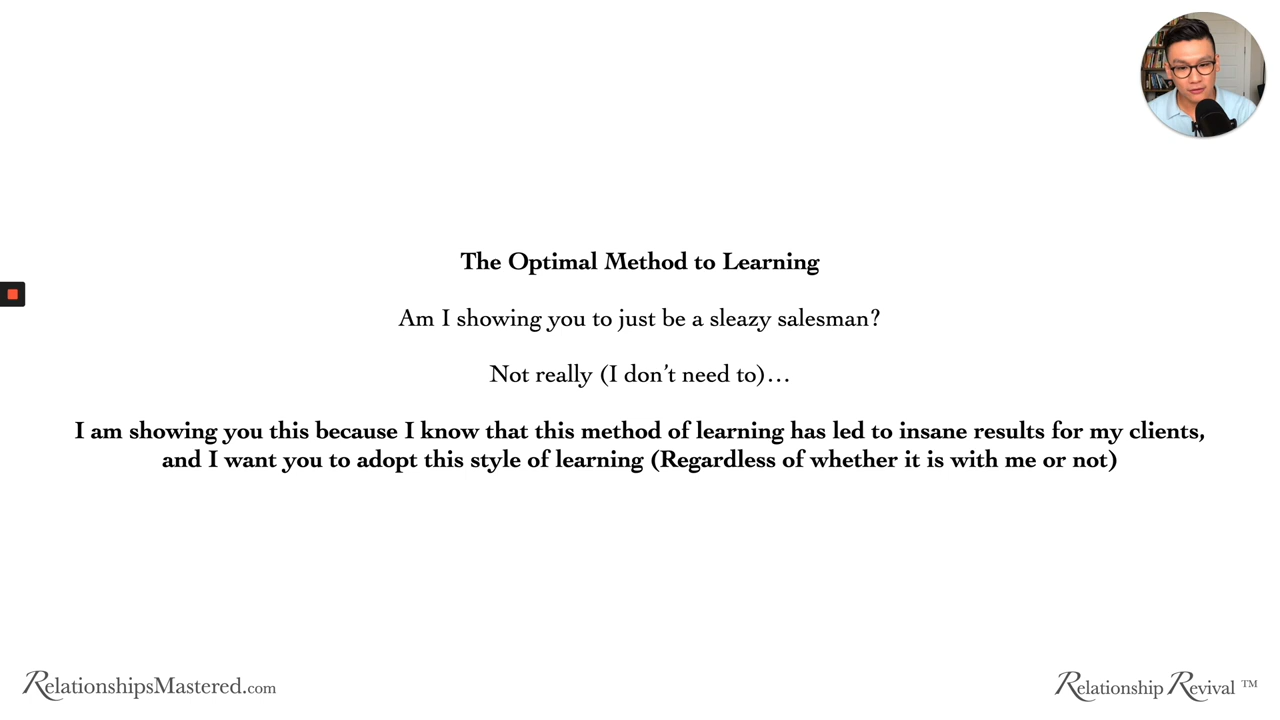 The Optimal Method to Learning
Am I showing you to just be a sleazy salesman?
Not really (I don’t need to)…
I am showing you this because I know that this method of learning has led to insane results for my clients,
and I want you to adopt this style of learning (Regardless of whether it is with me or not)
RelationshipsMastered.com
Relationship Revival ™